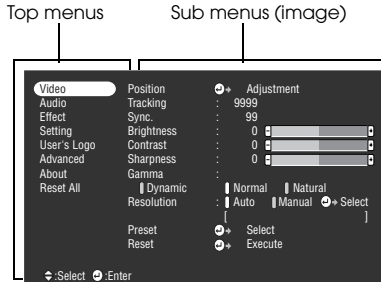 Top menus Sub menus (image)
Video Position Adjustment
Audio Tracking : 9999
Effect Sync. : 99
Setting Brightness : 0
User's Logo Contrast : 0
Advanced Sharpness : 0
About Gamma :
Reset All Dynamic Normal Natural
Resolution : Auto Manual Select
[ ]
Preset Select
Reset Execute
:Select :Enter